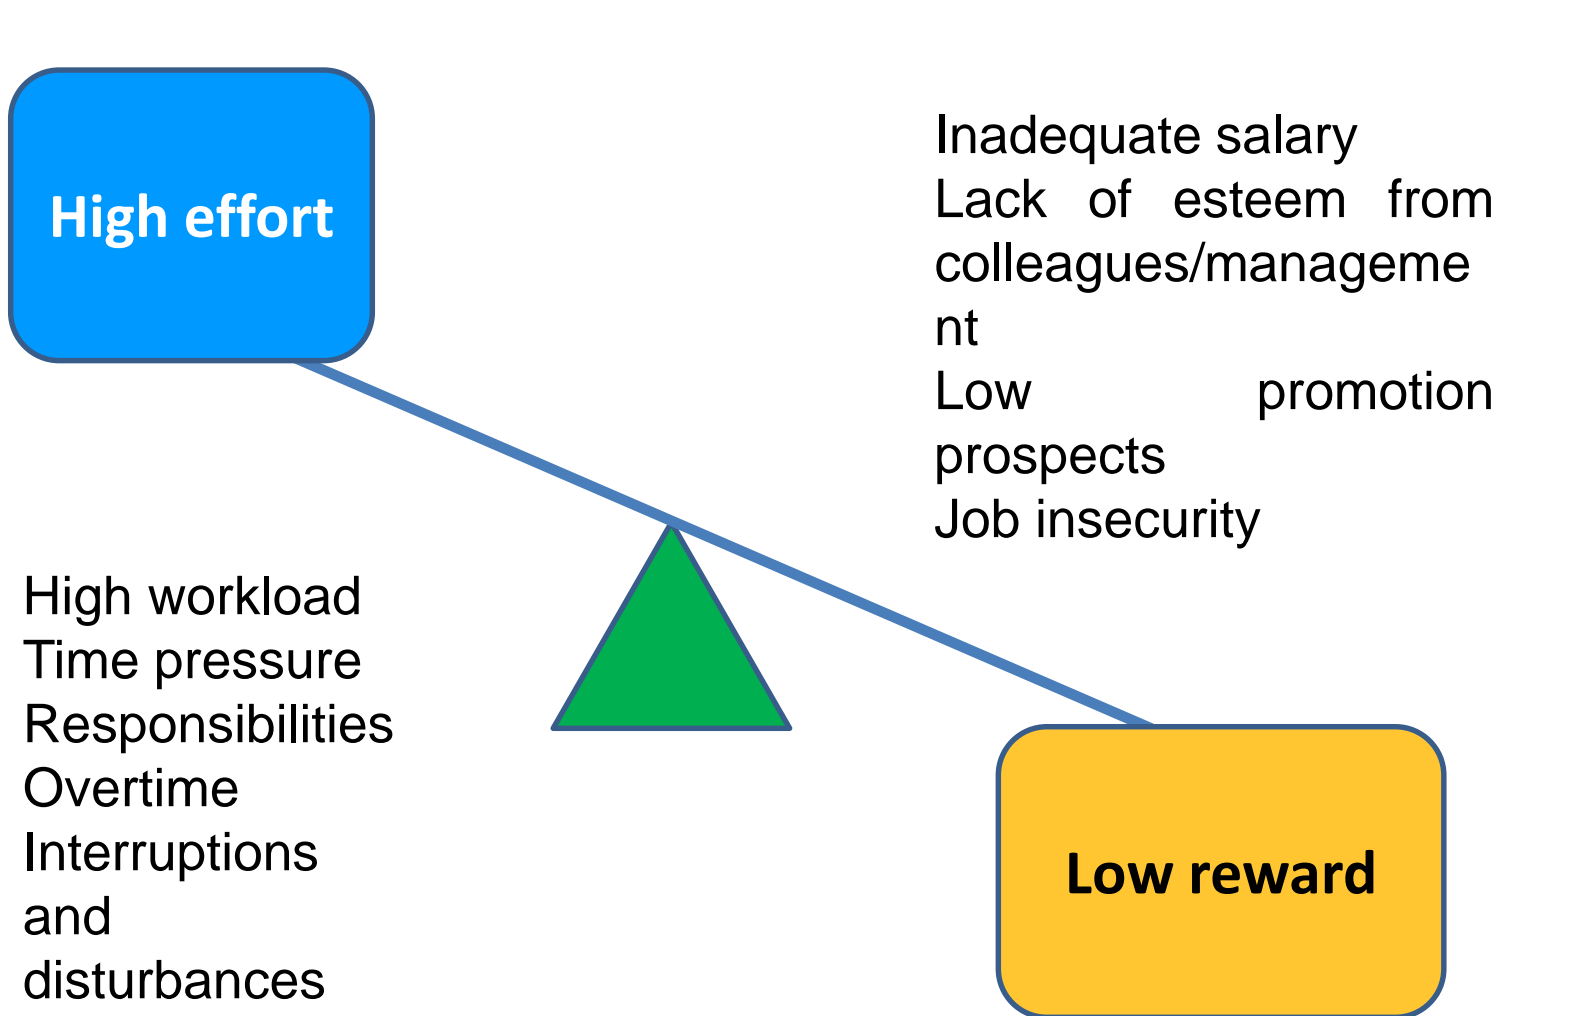 High effort
Inadequate salary
Lack of esteem from
colleagues/manageme
nt
Low promotion
prospects
Job insecurity
High workload
Time pressure
Responsibilities
Overtime
Interruptions
and
disturbances
Low reward